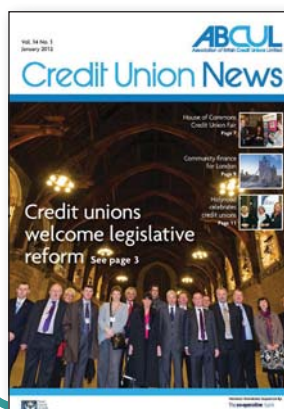 Vol. 14 No. 1
January 2012
ABCUL
Association of British Credit Unions Limited
Credit Union News
House of Commons
Credit Union Fair
Page 7
Community finance
for London
Page 9
Holyrood
celebrates
credit unions
Page 11
Credit unions
welcome legislative
reform See page 3
The co-operative bank